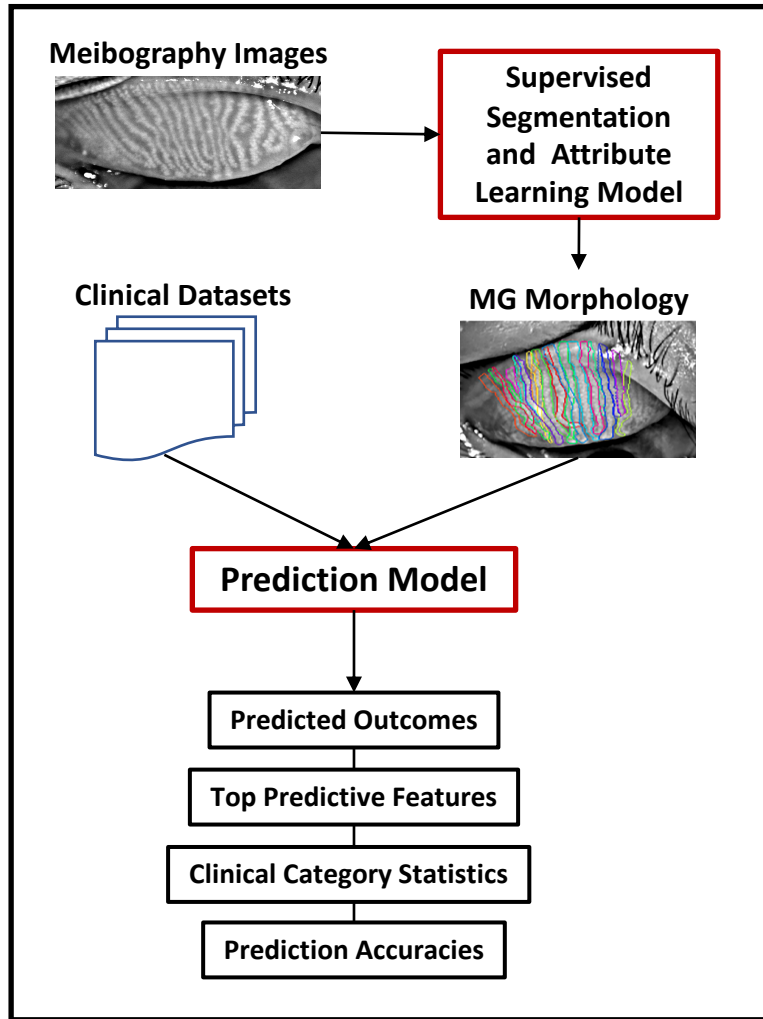 Meibography Images
Supervised
Segmentation
and Attribute
Learning Model
Clinical Datasets
MG Morphology
Prediction Model
Predicted Outcomes
Top Predictive Features
Clinical Category Statistics
Prediction Accuracies